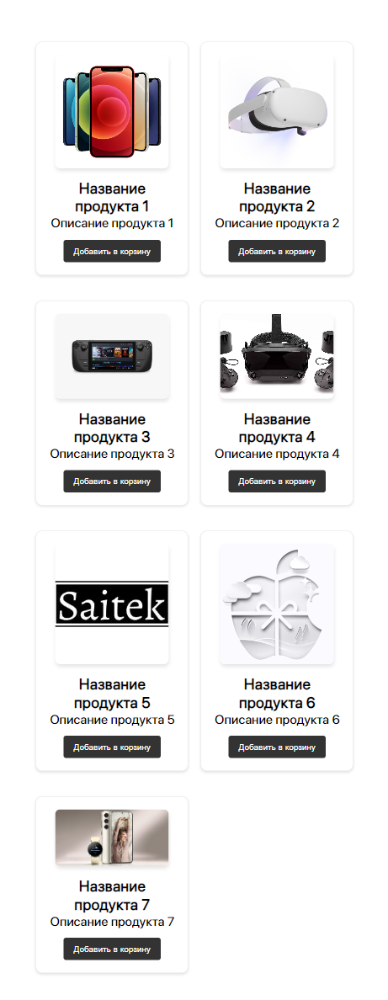 Название
продукта 1
Описание продукта 1
Добавить в корзину
Название
продукта 2
Описание продукта 2
Добавить в корзину
Название
продукта 3
Описание продукта 3
Добавить в корзину
Название
продукта 4
Описание продукта 4
Добавить в корзину
Saitek
Название
продукта 5
Описание продукта 5
Добавить в корзину
Название
продукта 6
Описание продукта 6
Добавить в корзину
Название
продукта 7
Описание продукта 7
Добавить в корзину